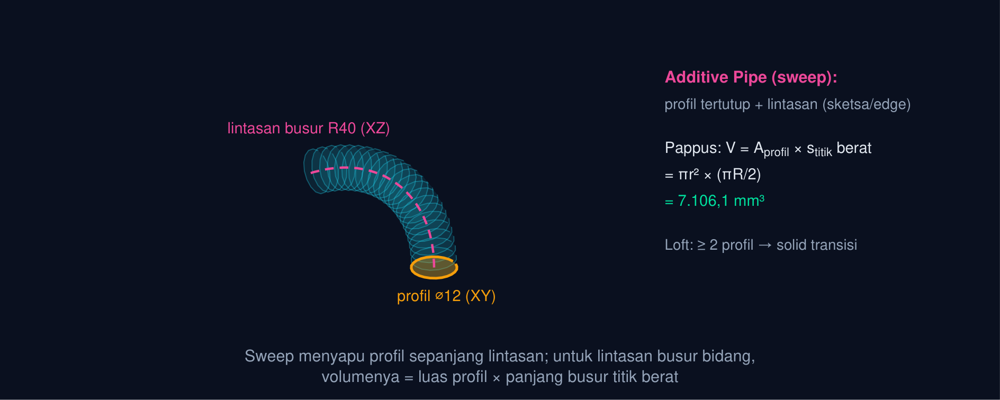 Additive Pipe (sweep):
profil tertutup + lintasan (sketsa/edge)
lintasan busur R40 (XZ)
Pappus: V = Aprofil × stitik berat
= πr² × (πR/2)
= 7.106,1 mm³
Loft: ≥ 2 profil → solid transisi
profil ⌀12 (XY)
Sweep menyapu profil sepanjang lintasan; untuk lintasan busur bidang,
volumenya = luas profil × panjang busur titik berat